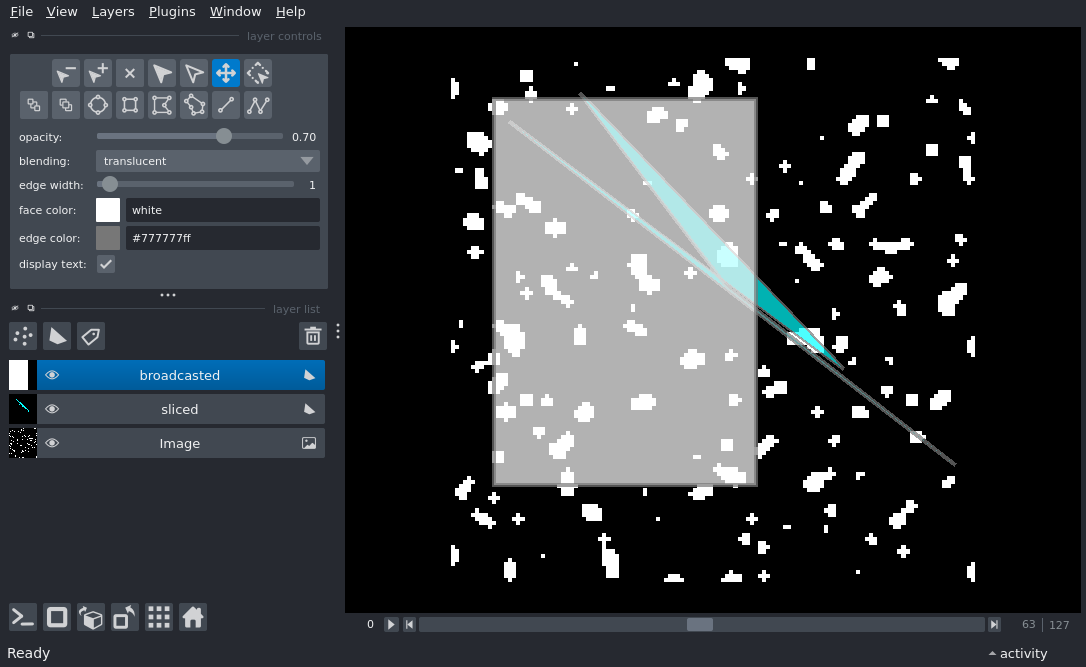 File View Layers Plugins Window Help
layer controls
opacity: 0.70
blending: translucent
edge width: 1
face color: white
edge color: #777777ff
display text:
layer list
broadcasted
sliced
Image
0 63 127
Ready activity